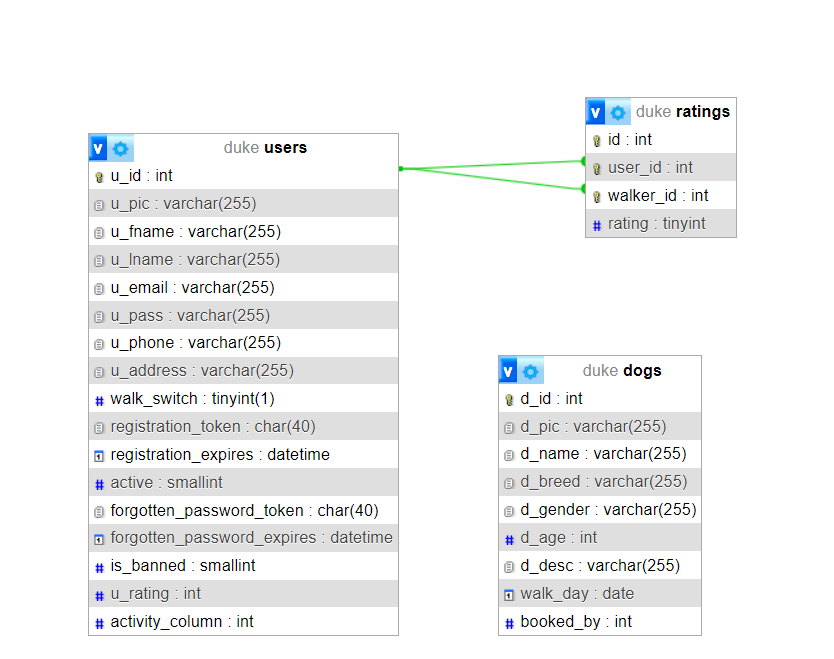 v duke users
u_id : int
u_pic : varchar(255)
u_fname : varchar(255)
u_lname : varchar(255)
u_email : varchar(255)
u_pass : varchar(255)
u_phone : varchar(255)
u_address : varchar(255)
# walk_switch : tinyint(1)
registration_token : char(40)
registration_expires : datetime
# active : smallint
forgotten_password_token : char(40)
forgotten_password_expires : datetime
# is_banned : smallint
# u_rating : int
# activity_column : int
v duke ratings
id : int
user_id : int
walker_id : int
# rating : tinyint
v duke dogs
d_id : int
d_pic : varchar(255)
d_name : varchar(255)
d_breed : varchar(255)
d_gender : varchar(255)
# d_age : int
d_desc : varchar(255)
walk_day : date
# booked_by : int